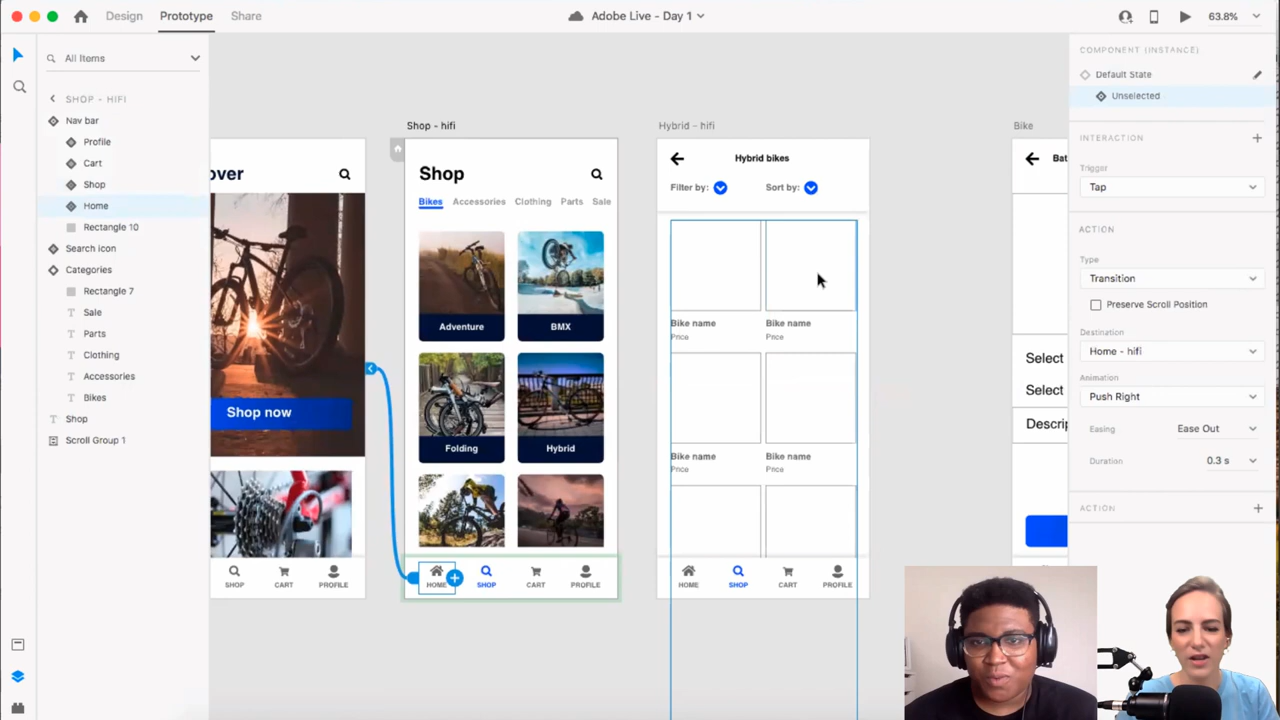 Design Prototype Share
Adobe Live - Day 1
63.8%
All Items
SHOP - HIFI
Nav bar
Profile
Cart
Shop
Home
Rectangle 10
Search icon
Categories
Rectangle 7
Sale
Parts
Clothing
Accessories
Bikes
Shop
Scroll Group 1
over
Shop now
SHOP CART PROFILE
Shop - hifi
Shop
Bikes Accessories Clothing Parts Sale
Adventure BMX
Folding Hybrid
HOME SHOP CART PROFILE
Hybrid – hifi
Hybrid bikes
Filter by: Sort by:
Bike name Bike name
Price Price
Bike name Bike name
Price Price
HOME SHOP CART PROFILE
Bike
Bat
Select
Select
Descrip
COMPONENT (INSTANCE)
Default State
Unselected
INTERACTION
Trigger
Tap
ACTION
Type
Transition
Preserve Scroll Position
Destination
Home - hifi
Animation
Push Right
Easing Ease Out
Duration 0.3 s
ACTION